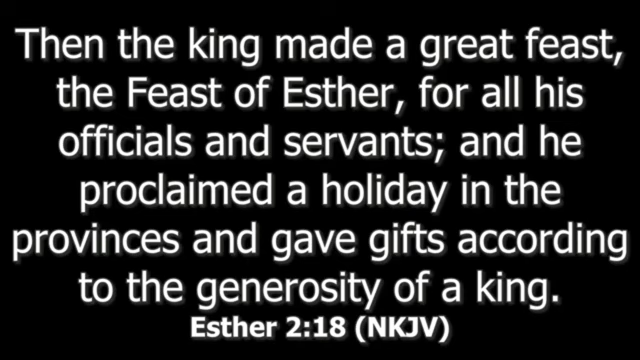 Then the king made a great feast,
the Feast of Esther, for all his
officials and servants; and he
proclaimed a holiday in the
provinces and gave gifts according
to the generosity of a king.
Esther 2:18 (NKJV)